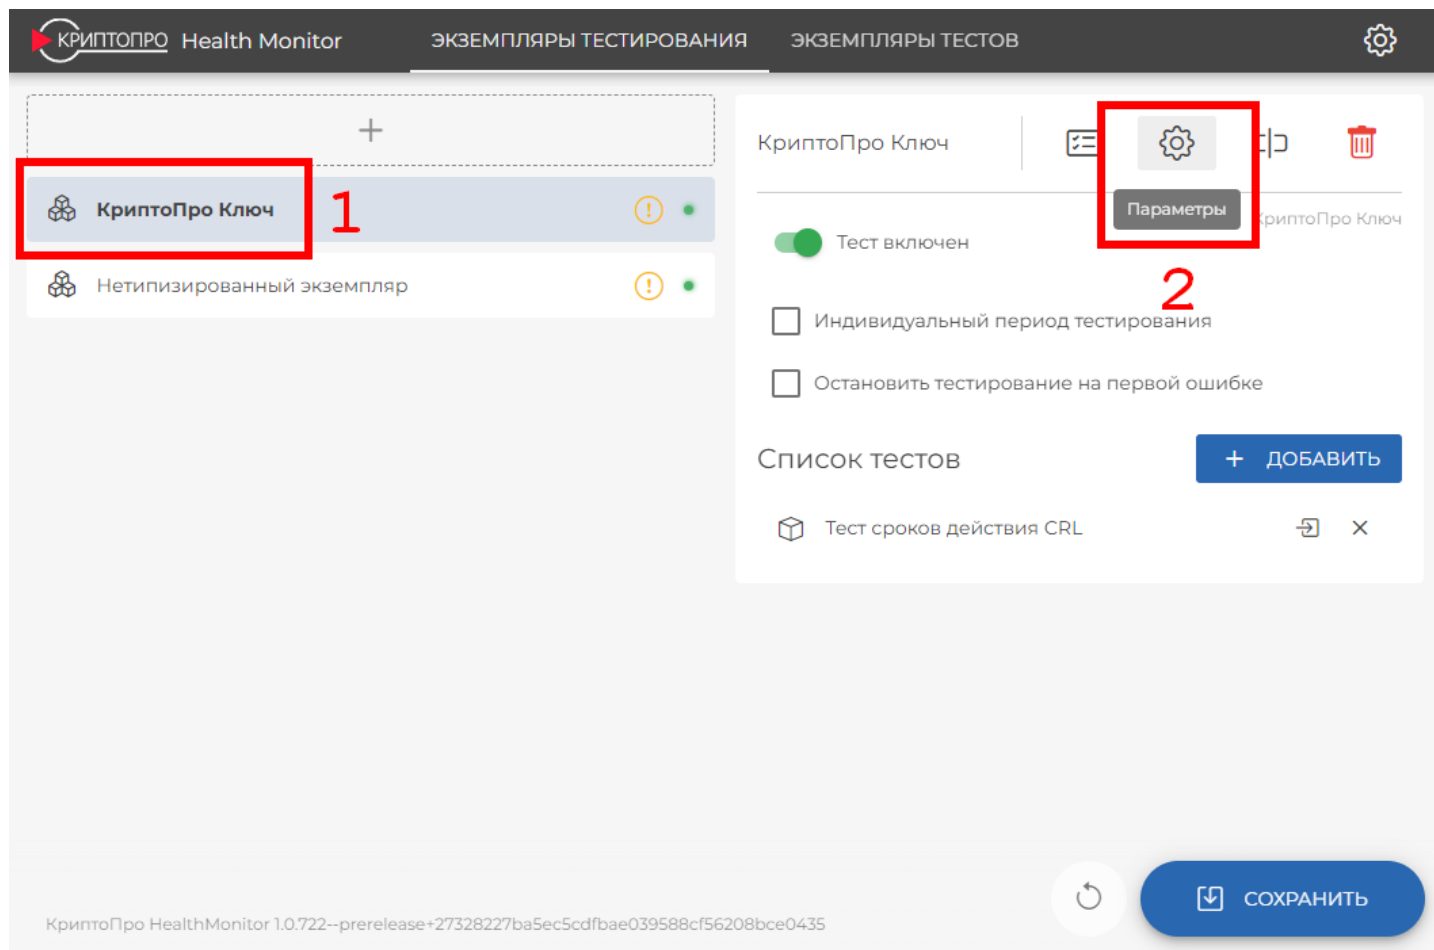 КРИПТОПРО Health Monitor ЭКЗЕМПЛЯРЫ ТЕСТИРОВАНИЯ ЭКЗЕМПЛЯРЫ ТЕСТОВ
КриптоПро Ключ
1
Нетипизированный экземпляр
КриптоПро Ключ
Параметры
2
КриптоПро Ключ
Тест включен
Индивидуальный период тестирования
Остановить тестирование на первой ошибке
Список тестов
+ ДОБАВИТЬ
Тест сроков действия CRL
СОХРАНИТЬ
КриптоПро HealthMonitor 1.0.722--prerelease+27328227ba5ec5cdfbae039588cf56208bce0435